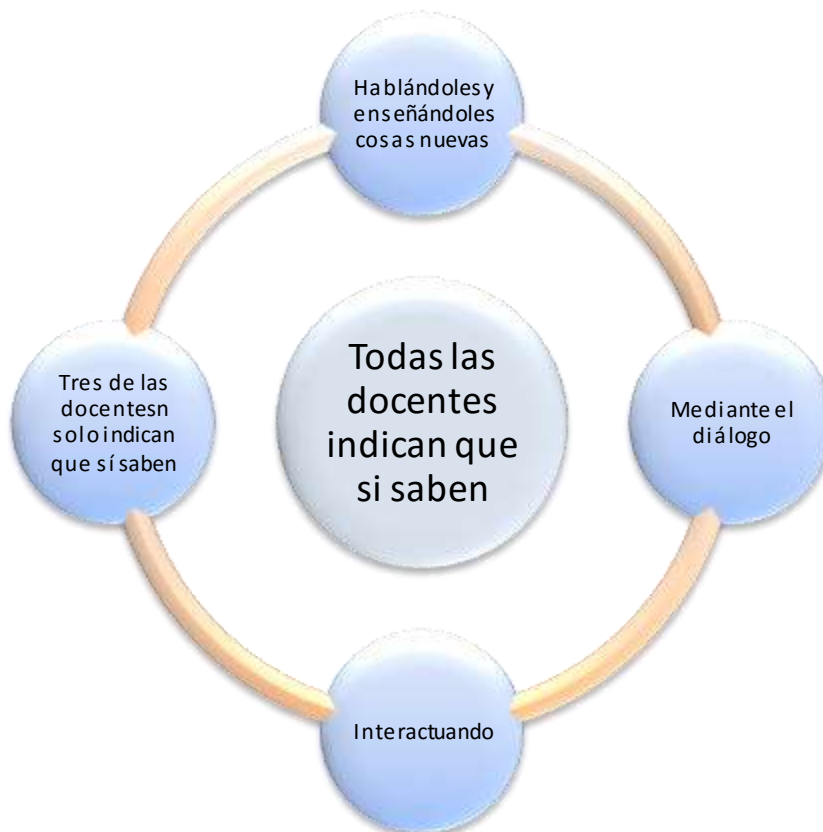 Hablándoles y
enseñándoles
cosas nuevas
Todas las
docentes
indican que
si saben
Tres de las
docentesn
solo indican
que sí saben
Mediante el
diálogo
Interactuando